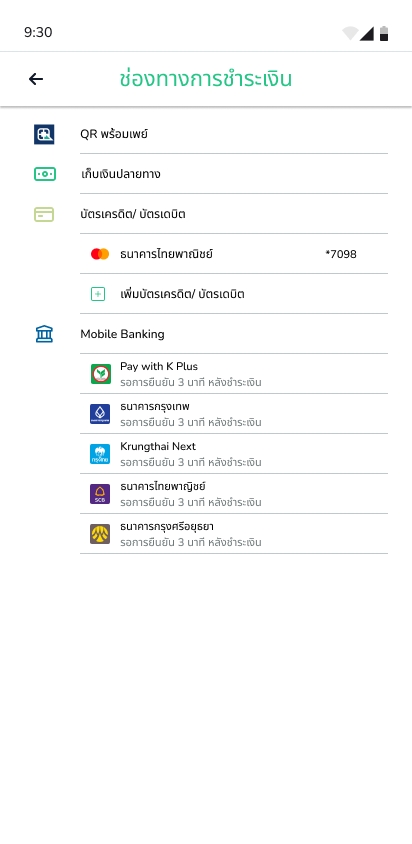 9:30
ช่องทางการชำระเงิน
QR พร้อมเพย์
เก็บเงินปลายทาง
บัตรเครดิต/ บัตรเดบิต
ธนาคารไทยพาณิชย์ *7098
เพิ่มบัตรเครดิต/ บัตรเดบิต
Mobile Banking
Pay with K Plus
รอการยืนยัน 3 นาที หลังชำระเงิน
ธนาคารกรุงเทพ
รอการยืนยัน 3 นาที หลังชำระเงิน
Krungthai Next
กรุงไทย
รอการยืนยัน 3 นาที หลังชำระเงิน
ธนาคารไทยพาณิชย์
SCB
รอการยืนยัน 3 นาที หลังชำระเงิน
ธนาคารกรุงศรีอยุธยา
รอการยืนยัน 3 นาที หลังชำระเงิน